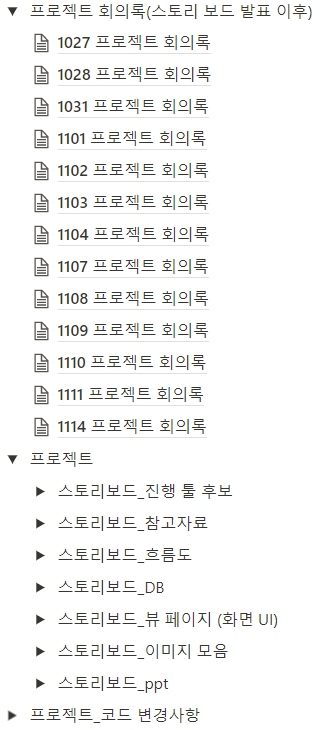 프로젝트 회의록(스토리 보드 발표 이후)
1027 프로젝트 회의록
1028 프로젝트 회의록
1031 프로젝트 회의록
1101 프로젝트 회의록
1102 프로젝트 회의록
1103 프로젝트 회의록
1104 프로젝트 회의록
1107 프로젝트 회의록
1108 프로젝트 회의록
1109 프로젝트 회의록
1110 프로젝트 회의록
1111 프로젝트 회의록
1114 프로젝트 회의록
프로젝트
스토리보드_진행 툴 후보
스토리보드_참고자료
스토리보드_흐름도
스토리보드_DB
스토리보드_뷰 페이지 (화면 UI)
스토리보드_이미지 모음
스토리보드_ppt
프로젝트_코드 변경사항